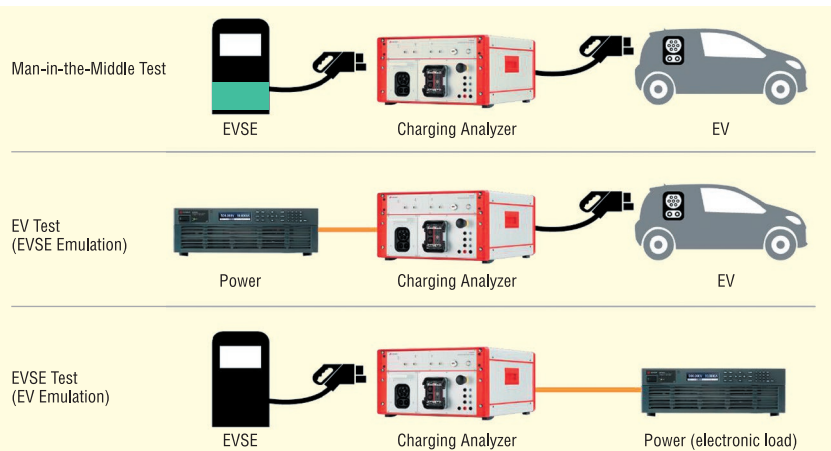 Man-in-the-Middle Test
EVSE
Charging Analyzer
EV
EV Test
(EVSE Emulation)
Power
Charging Analyzer
EV
EVSE Test
(EV Emulation)
EVSE
Charging Analyzer
Power (electronic load)